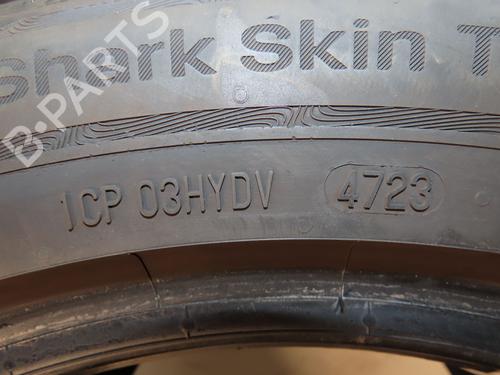 Shark Skin T
1CP 03HYDV 4723
B-PARTS